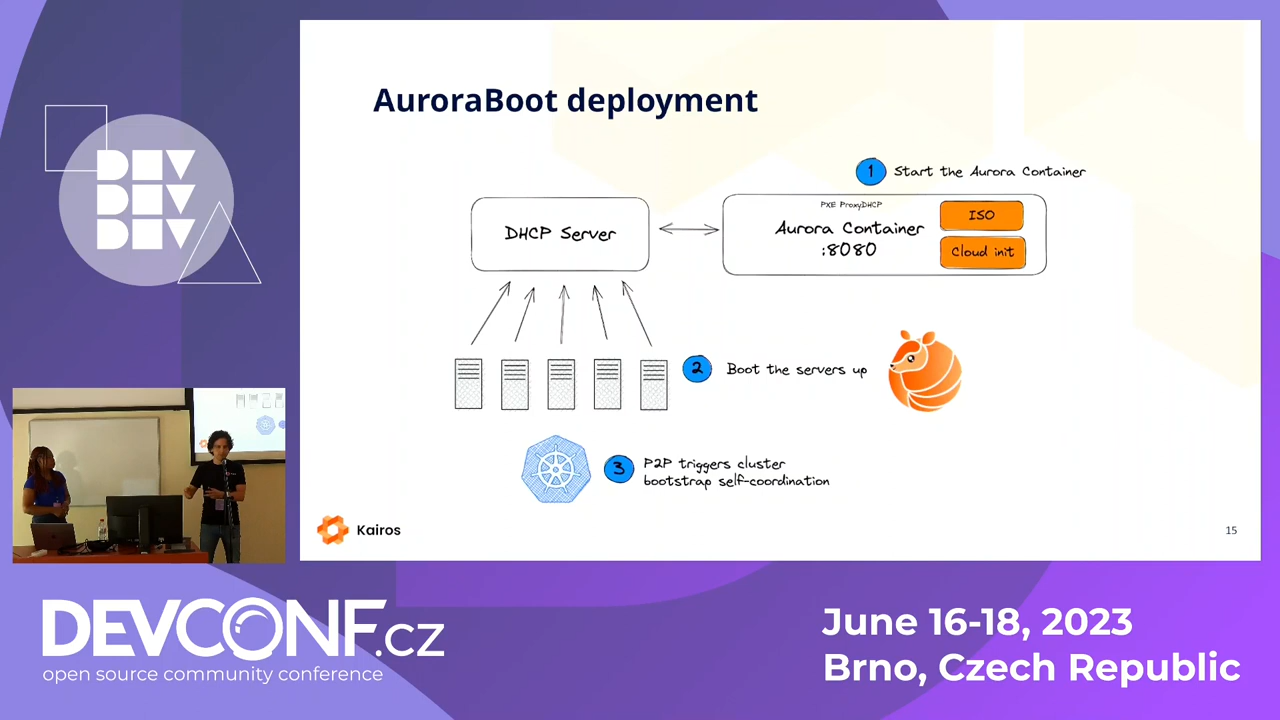 AuroraBoot deployment
1 Start the Aurora Container
PXE ProxyDHCP
DHCP Server
Aurora Container
:8080
ISO
Cloud init
2 Boot the servers up
3 P2P triggers cluster
bootstrap self-coordination
Kairos
15
DEV
DEV
DEV
DEVCONF.cz
open source community conference
June 16-18, 2023
Brno, Czech Republic